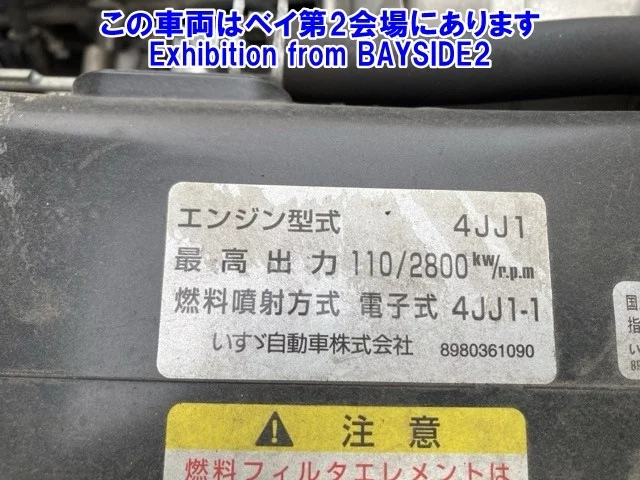 この車両はベイ第2会場にあります
Exhibition from BAYSIDE2
エンジン型式 4JJ1
最高出力 110/2800 kw/r.p.m
燃料噴射方式 電子式 4JJ1-1
いすゞ自動車株式会社 8980361090
国
指
い
注意
燃料フィルタエレメントは